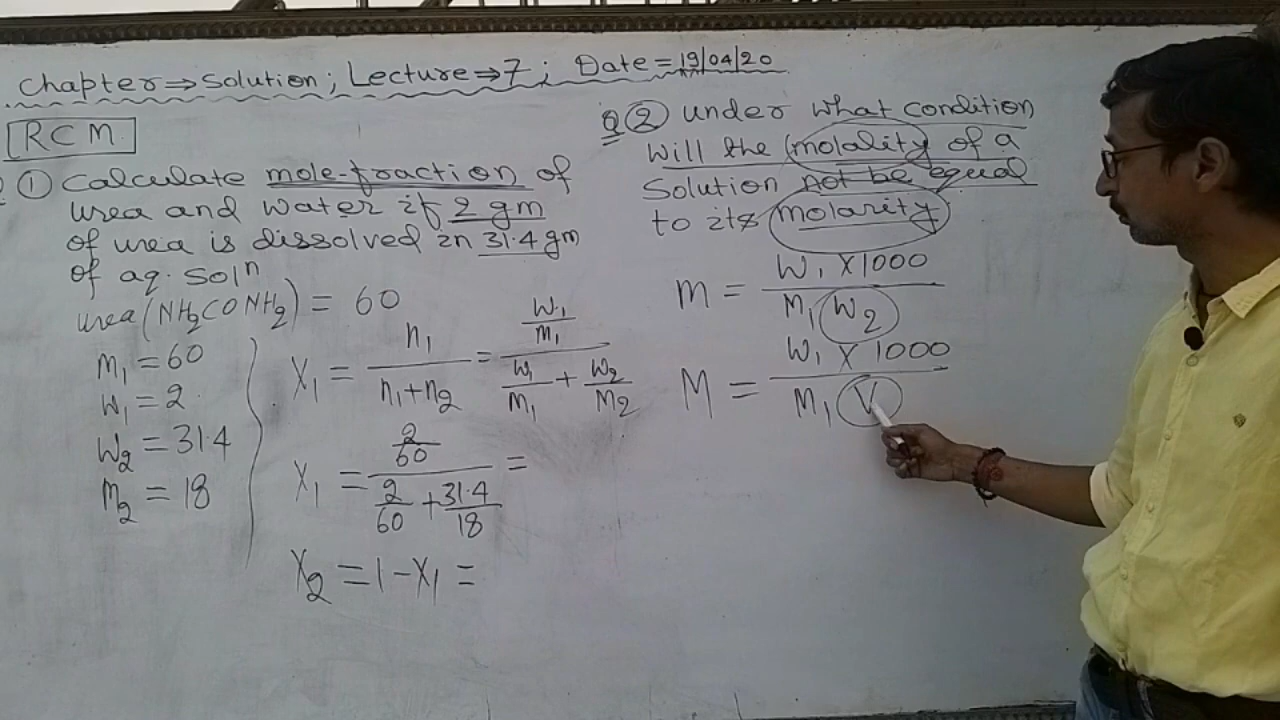 Chapter ⇒ Solution ; Lecture ⇒ 7 ; Date = 19/04/20
RCM
① Calculate mole-fraction of
urea and water if 2 gm
of urea is dissolved in 31.4 gm
of aq. solⁿ
urea (NH₂CONH₂) = 60
M₁ = 60
W₁ = 2
W₂ = 31.4
M₂ = 18
X₁ = n₁ / (n₁+n₂) = (W₁/M₁) / (W₁/M₁ + W₂/M₂)
X₁ = (2/60) / (2/60 + 31.4/18) =
X₂ = 1 - X₁ =
Q ② under what condition
will the (molality of a
solution not be equal
to its molarity
m = W₁ X 1000 / M₁ W₂
M = W₁ X 1000 / M₁ V